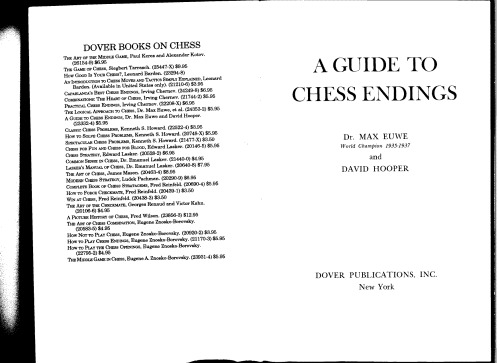 DOVER BOOKS ON CHESS
THE ART OF THE MIDDLE GAME, Paul Keres and Alexander Kotov.
(26154-9) $6.95
THE GAME OF CHESS, Siegbert Tarrasch. (25447-X) $9.95
HOW GOOD IS YOUR CHESS?, Leonard Barden. (23294-8)
AN INTRODUCTION TO CHESS MOVES AND TACTICS SIMPLY EXPLAINED, Leonard
Barden. (Available in United States only). (21210-6) $2.95
CAPABLANCA'S BEST CHESS ENDINGS, Irving Chernev. (24249-8) $6.95
COMBINATIONS: THE HEART OF CHESS, Irving Chernev. (21744-2) $6.95
PRACTICAL CHESS ENDINGS, Irving Chernev. (22208-X) $6.95
THE LOGICAL APPROACH TO CHESS, Dr. Max Euwe, et al. (24353-2) $5.95
A GUIDE TO CHESS ENDINGS, Dr. Max Euwe and David Hooper.
(23332-4) $5.95
CLASSIC CHESS PROBLEMS, Kenneth S. Howard. (22522-4) $3.95
HOW TO SOLVE CHESS PROBLEMS, Kenneth S. Howard. (20748-X) $5.95
SPECTACULAR CHESS PROBLEMS, Kenneth S. Howard. (21477-X) $3.50
CHESS FOR FUN AND CHESS FOR BLOOD, Edward Lasker. (20146-5) $5.95
CHESS STRATEGY, Edward Lasker. (20528-2) $6.95
COMMON SENSE IN CHESS, Dr. Emanuel Lasker. (21440-0) $4.95
LASKER'S MANUAL OF CHESS, Dr. Emanuel Lasker. (20640-8) $7.95
THE ART OF CHESS, James Mason. (20463-4) $8.95
MODERN CHESS STRATEGY, Ludek Pachman. (20290-9) $6.95
COMPLETE BOOK OF CHESS STRATAGEMS, Fred Reinfeld. (20690-4) $5.95
HOW TO FORCE CHECKMATE, Fred Reinfeld. (20439-1) $3.50
WIN AT CHESS, Fred Reinfeld. (20438-3) $3.50
THE ART OF THE CHECKMATE, Georges Renaud and Victor Kahn.
(20106-6) $4.95
A PICTURE HISTORY OF CHESS, Fred Wilson. (23856-3) $12.95
THE ART OF CHESS COMBINATION, Eugene Znosko-Borovsky.
(20583-5) $4.95
HOW NOT TO PLAY CHESS, Eugene Znosko-Borovsky. (20920-2) $3.95
HOW TO PLAY CHESS ENDINGS, Eugene Znosko-Borovsky. (21170-3) $6.95
HOW TO PLAY THE CHESS OPENINGS, Eugene Znosko-Borovsky.
(22795-2) $4.95
THE MIDDLE GAME IN CHESS, Eugene A. Znosko-Borovsky. (23931-4) $5.95
A GUIDE TO
CHESS ENDINGS
Dr. MAX EUWE
World Champion 1935-1937
and
DAVID HOOPER
DOVER PUBLICATIONS, INC.
New York